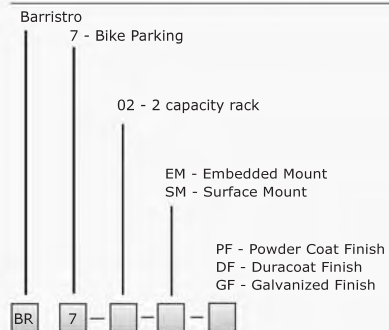 Barristro
7 - Bike Parking
02 - 2 capacity rack
EM - Embedded Mount
SM - Surface Mount
PF - Powder Coat Finish
DF - Duracoat Finish
GF - Galvanized Finish
BR 7 - - -